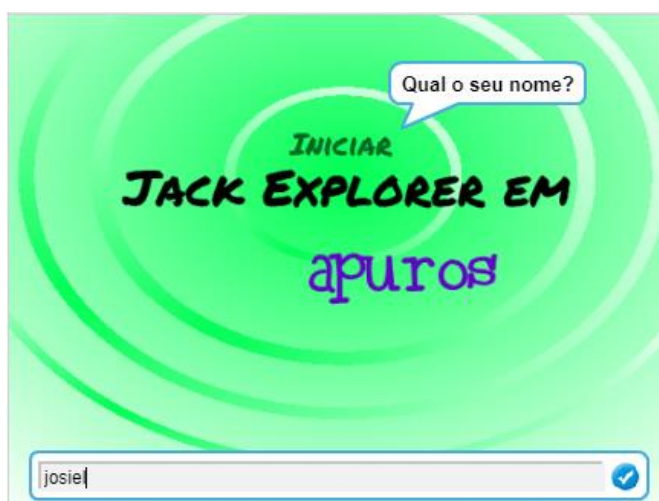 Qual o seu nome?
Iniciar
Jack Explorer em
apuros
josiel